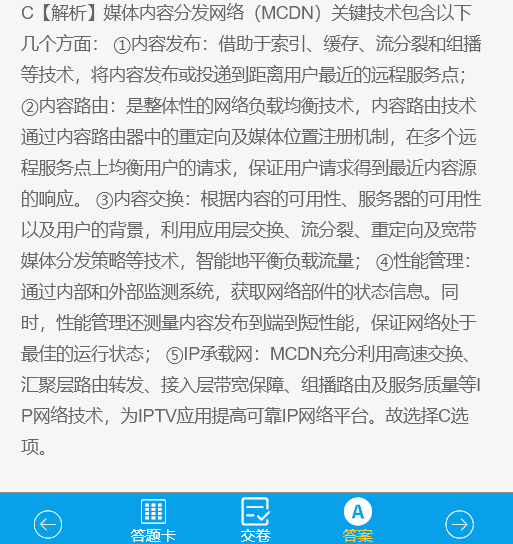 C【解析】媒体内容分发网络（MCDN）关键技术包含以下
几个方面： ①内容发布：借助于索引、缓存、流分裂和组播
等技术，将内容发布或投递到距离用户最近的远程服务点；
②内容路由：是整体性的网络负载均衡技术，内容路由技术
通过内容路由器中的重定向及媒体位置注册机制，在多个远
程服务点上均衡用户的请求，保证用户请求得到最近内容源
的响应。 ③内容交换：根据内容的可用性、服务器的可用性
以及用户的背景，利用应用层交换、流分裂、重定向及宽带
媒体分发策略等技术，智能地平衡负载流量； ④性能管理：
通过内部和外部监测系统，获取网络部件的状态信息。同
时，性能管理还测量内容发布到端到短性能，保证网络处于
最佳的运行状态； ⑤IP承载网：MCDN充分利用高速交换、
汇聚层路由转发、接入层带宽保障、组播路由及服务质量等I
P网络技术，为IPTV应用提高可靠IP网络平台。故选择C选
项。
A
答题卡 交卷 答案